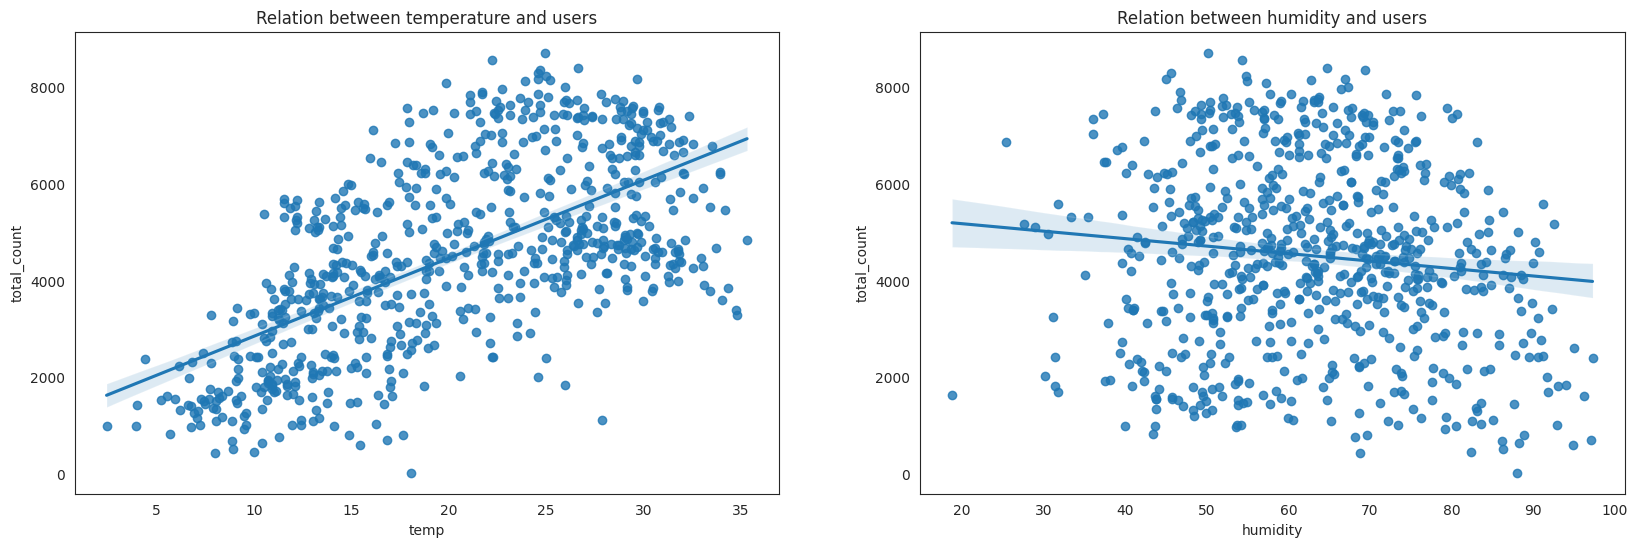 Relation between temperature and users
8000
6000
4000
2000
0
total_count
5 10 15 20 25 30 35
temp
Relation between humidity and users
8000
6000
4000
2000
0
total_count
20 30 40 50 60 70 80 90 100
humidity